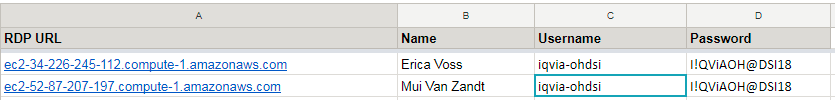 A B C D
RDP URL Name Username Password
ec2-34-226-245-112.compute-1.amazonaws.com Erica Voss iqvia-ohdsi I!QViAOH@DSI18
ec2-52-87-207-197.compute-1.amazonaws.com Mui Van Zandt iqvia-ohdsi I!QViAOH@DSI18